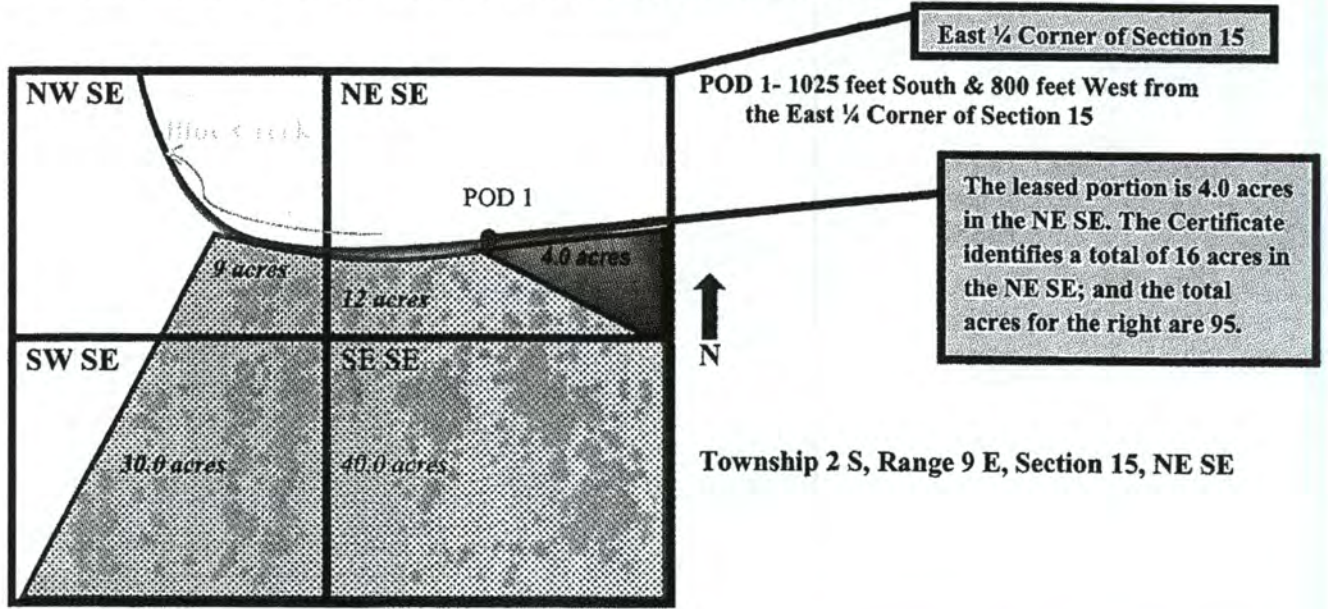 East ¼ Corner of Section 15
NW SE
NE SE
POD 1- 1025 feet South & 800 feet West from
the East ¼ Corner of Section 15
Creek
POD 1
The leased portion is 4.0 acres
in the NE SE. The Certificate
identifies a total of 16 acres in
the NE SE; and the total
acres for the right are 95.
9 acres
4.0 acres
12 acres
N
SW SE
SE SE
30.0 acres
40.0 acres
Township 2 S, Range 9 E, Section 15, NE SE